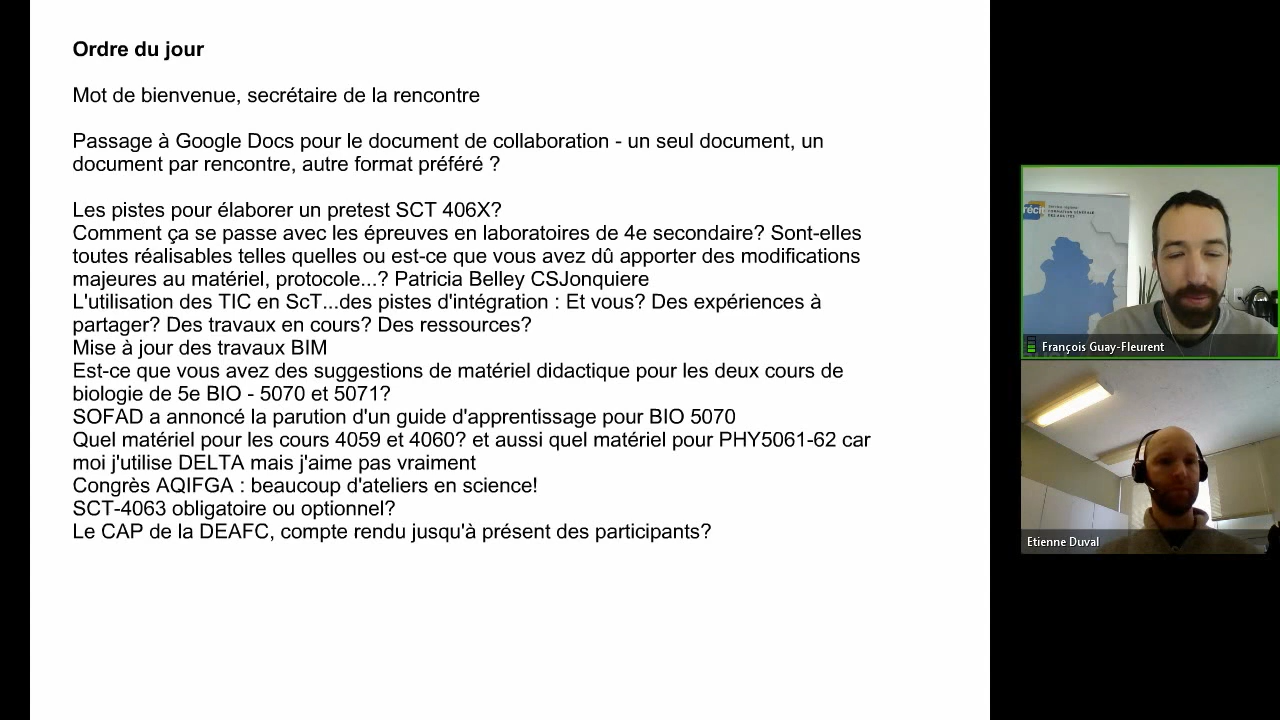 Ordre du jour
Mot de bienvenue, secrétaire de la rencontre
Passage à Google Docs pour le document de collaboration - un seul document, un
document par rencontre, autre format préféré ?
Les pistes pour élaborer un pretest SCT 406X?
Comment ça se passe avec les épreuves en laboratoires de 4e secondaire? Sont-elles
toutes réalisables telles quelles ou est-ce que vous avez dû apporter des modifications
majeures au matériel, protocole...? Patricia Belley CSJonquiere
L'utilisation des TIC en ScT...des pistes d'intégration : Et vous? Des expériences à
partager? Des travaux en cours? Des ressources?
Mise à jour des travaux BIM
Est-ce que vous avez des suggestions de matériel didactique pour les deux cours de
biologie de 5e BIO - 5070 et 5071?
SOFAD a annoncé la parution d'un guide d'apprentissage pour BIO 5070
Quel matériel pour les cours 4059 et 4060? et aussi quel matériel pour PHY5061-62 car
moi j'utilise DELTA mais j'aime pas vraiment
Congrès AQIFGA : beaucoup d'ateliers en science!
SCT-4063 obligatoire ou optionnel?
Le CAP de la DEAFC, compte rendu jusqu'à présent des participants?
récit
FORMATION GÉNÉRALE
DES ADULTES
François Guay-Fleurent
Etienne Duval